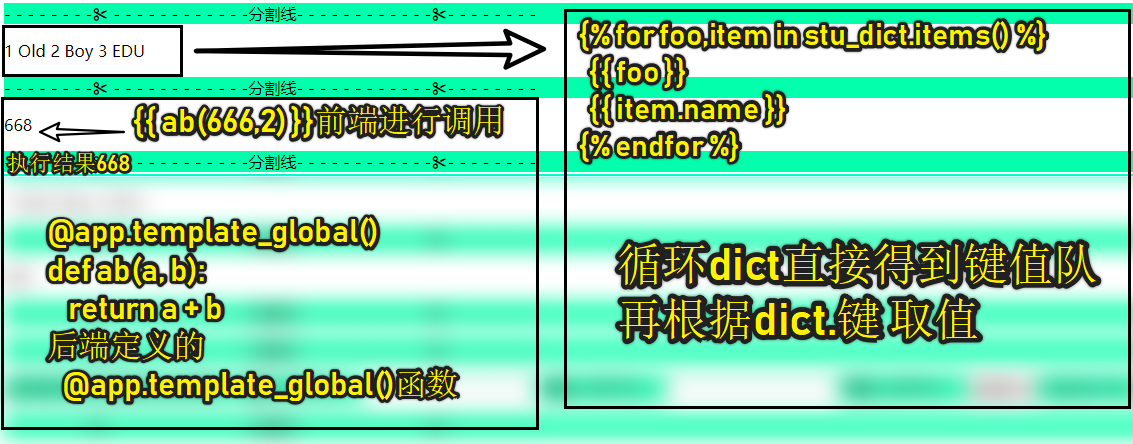 - - - - - - - - -✂- - - - - - - - - - - - - -分割线- - - - - - - - - - - - - -✂- - - - - - - - -
1 Old 2 Boy 3 EDU
- - - - - - - - -✂- - - - - - - - - - - - - -分割线- - - - - - - - - - - - - -✂- - - - - - - - -
668
{{ ab(666,2) }}前端进行调用
执行结果668
- - - - - - - - - - -分割线- - - - - - - - - - - - - -✂- - - - - - - - -
@app.template_global()
def ab(a, b):
return a + b
后端定义的
@app.template_global()函数
{% for foo,item in stu_dict.items() %}
{{ foo }}
{{ item.name }}
{% endfor %}
循环dict直接得到键值队
再根据dict.键 取值